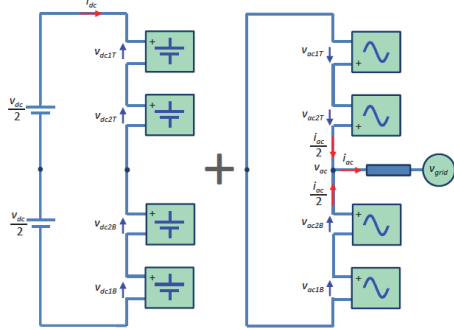 i_dc
v_dc1T
+
v_dc2T
+
v_dc/2
v_dc/2
v_dc2B
+
v_dc1B
+
+
v_ac1T
+
v_ac2T
+
i_ac/2
v_ac
i_ac
v_grid
i_ac/2
v_ac2B
+
v_ac1B
+